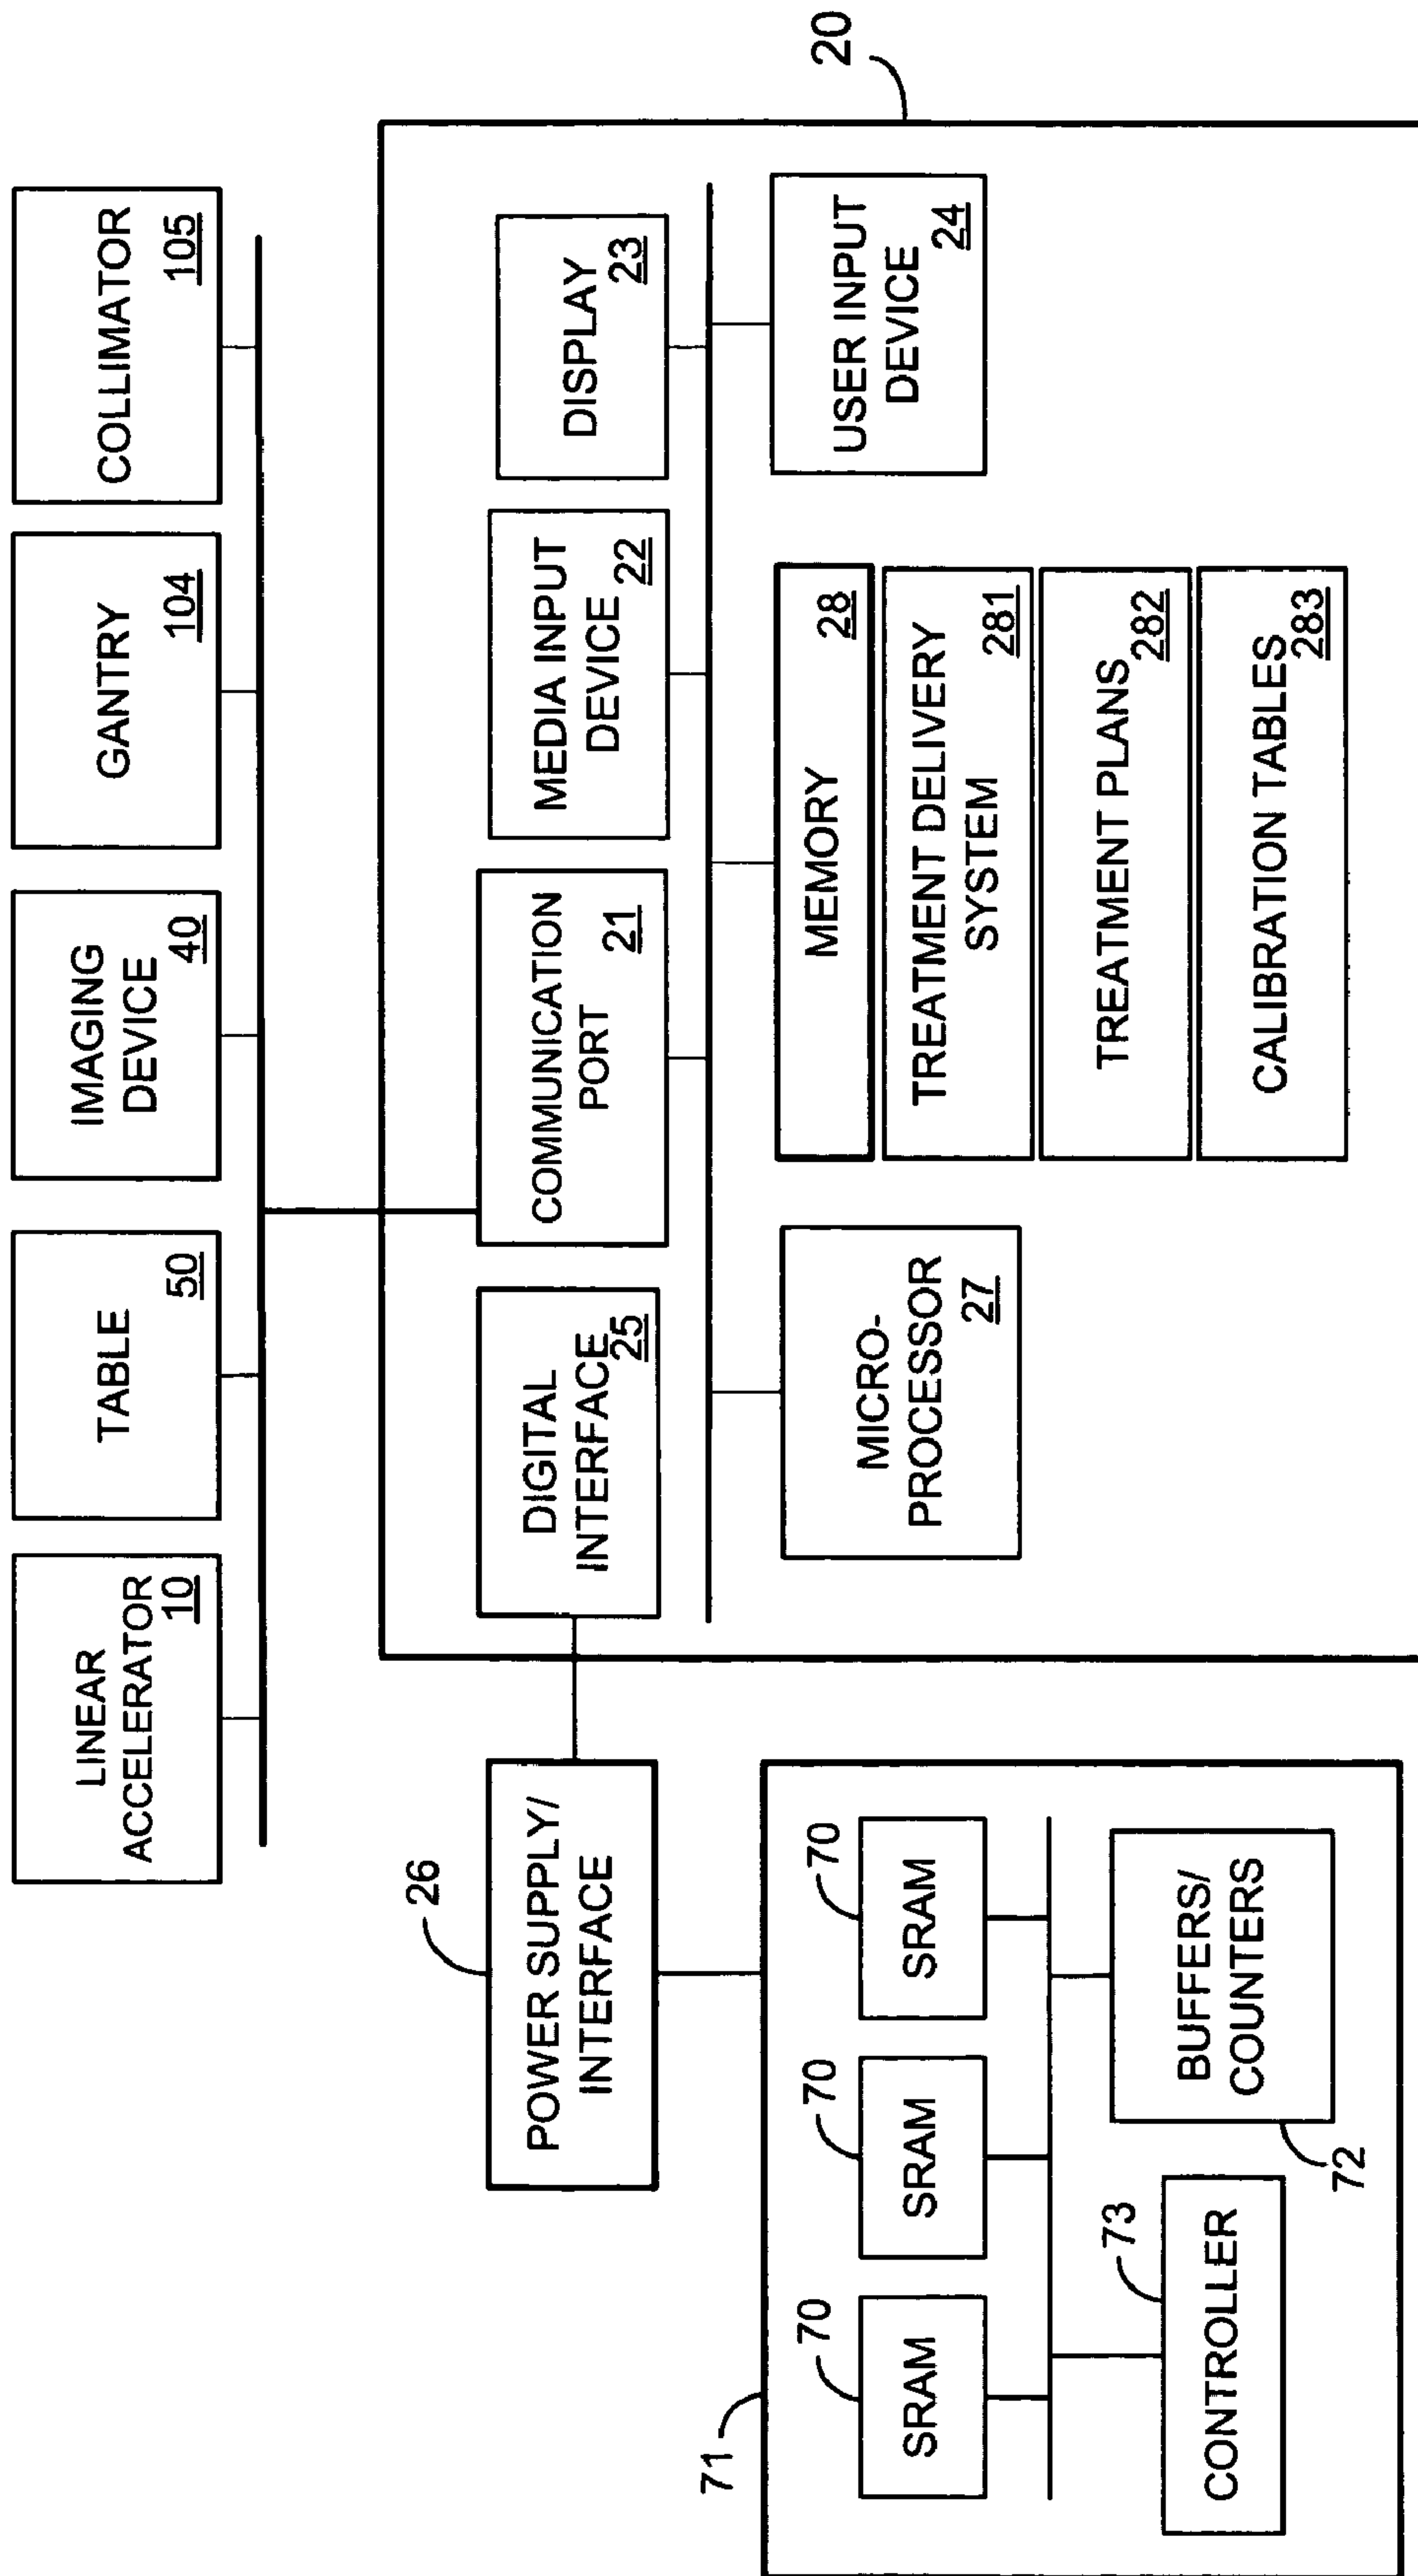 LINEAR
ACCELERATOR
10
TABLE
50
IMAGING
DEVICE
40
GANTRY
104
COLLIMATOR
105
20
26
POWER SUPPLY/
INTERFACE
DIGITAL
INTERFACE
25
COMMUNICATION
PORT
21
MEDIA INPUT
DEVICE
22
DISPLAY
23
MICRO-
PROCESSOR
27
MEMORY
28
TREATMENT DELIVERY
SYSTEM
281
TREATMENT PLANS
282
CALIBRATION TABLES
283
USER INPUT
DEVICE
24
71
70
SRAM
70
SRAM
70
SRAM
73
CONTROLLER
BUFFERS/
COUNTERS
72